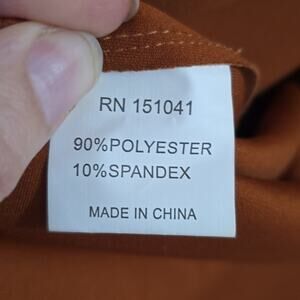 RN 151041
90%POLYESTER
10%SPANDEX
MADE IN CHINA